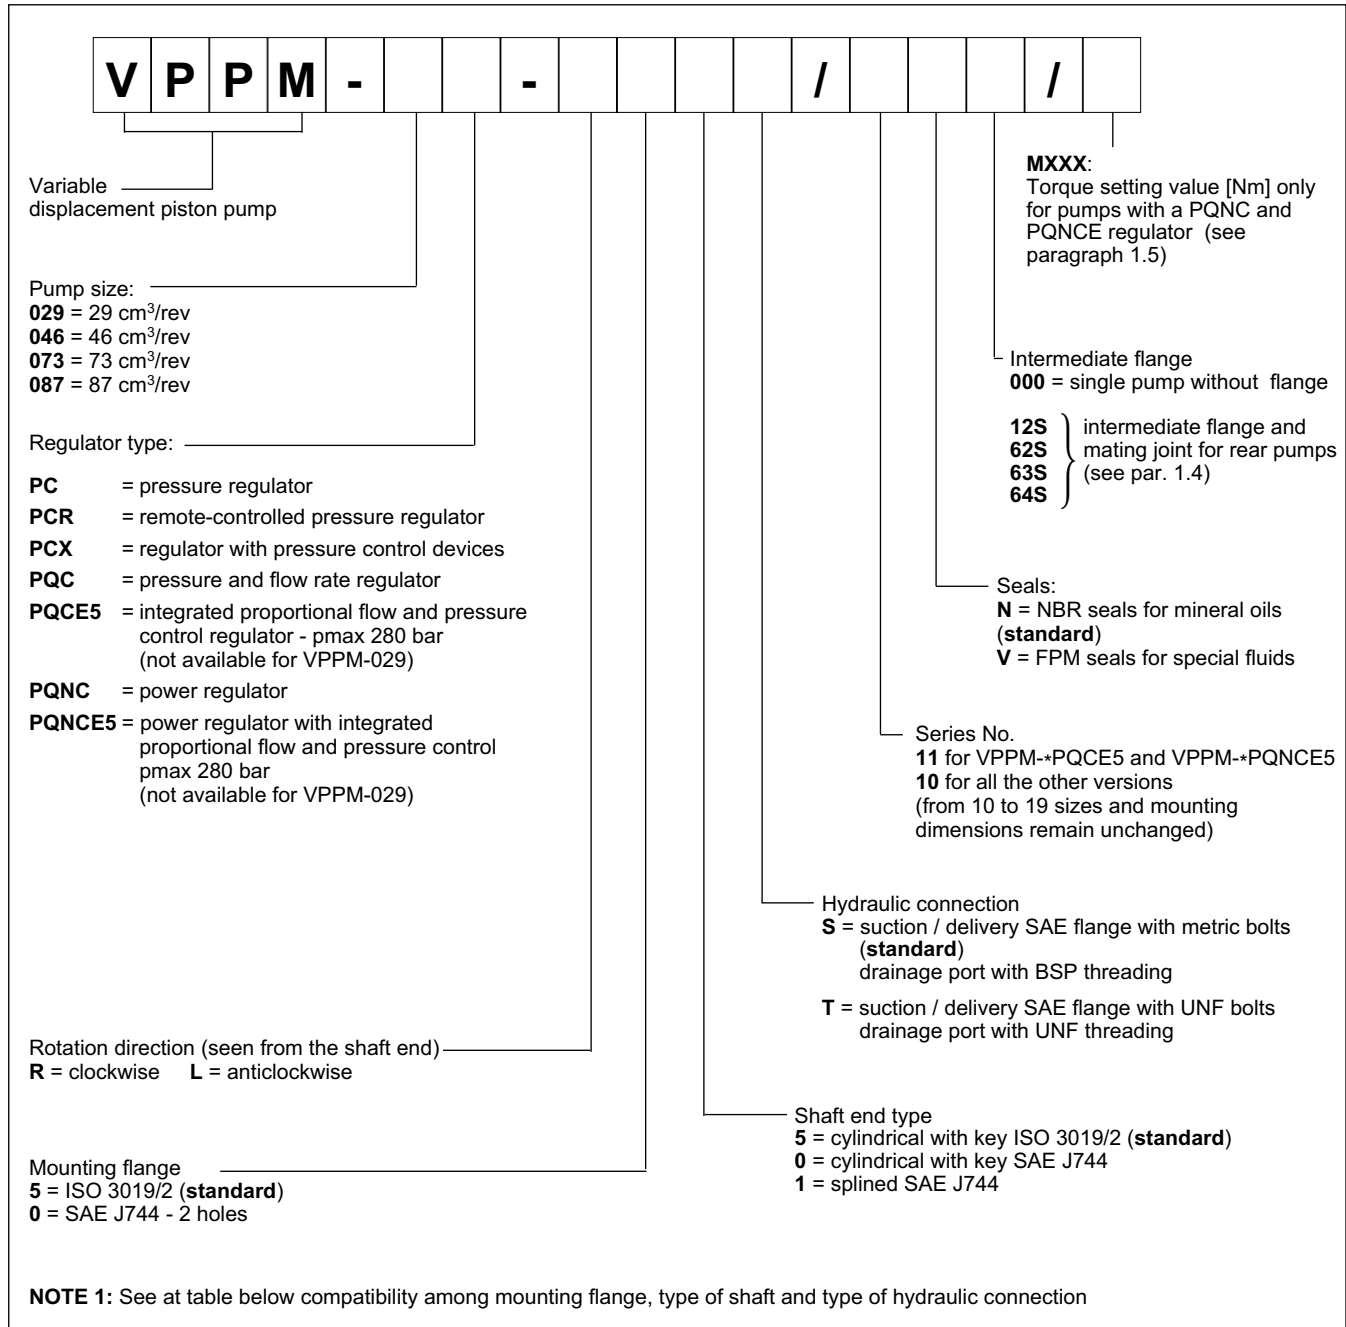 V P P M - - / /
Variable
displacement piston pump
Pump size:
029 = 29 cm³/rev
046 = 46 cm³/rev
073 = 73 cm³/rev
087 = 87 cm³/rev
Regulator type:
PC = pressure regulator
PCR = remote-controlled pressure regulator
PCX = regulator with pressure control devices
PQC = pressure and flow rate regulator
PQCE5 = integrated proportional flow and pressure
control regulator - pmax 280 bar
(not available for VPPM-029)
PQNC = power regulator
PQNCE5 = power regulator with integrated
proportional flow and pressure control
pmax 280 bar
(not available for VPPM-029)
Rotation direction (seen from the shaft end)
R = clockwise L = anticlockwise
Mounting flange
5 = ISO 3019/2 (standard)
0 = SAE J744 - 2 holes
MXXX:
Torque setting value [Nm] only
for pumps with a PQNC and
PQNCE regulator (see
paragraph 1.5)
Intermediate flange
000 = single pump without flange
12S intermediate flange and
62S mating joint for rear pumps
63S (see par. 1.4)
64S
Seals:
N = NBR seals for mineral oils
(standard)
V = FPM seals for special fluids
Series No.
11 for VPPM-*PQCE5 and VPPM-*PQNCE5
10 for all the other versions
(from 10 to 19 sizes and mounting
dimensions remain unchanged)
Hydraulic connection
S = suction / delivery SAE flange with metric bolts
(standard)
drainage port with BSP threading
T = suction / delivery SAE flange with UNF bolts
drainage port with UNF threading
Shaft end type
5 = cylindrical with key ISO 3019/2 (standard)
0 = cylindrical with key SAE J744
1 = splined SAE J744
NOTE 1: See at table below compatibility among mounting flange, type of shaft and type of hydraulic connection